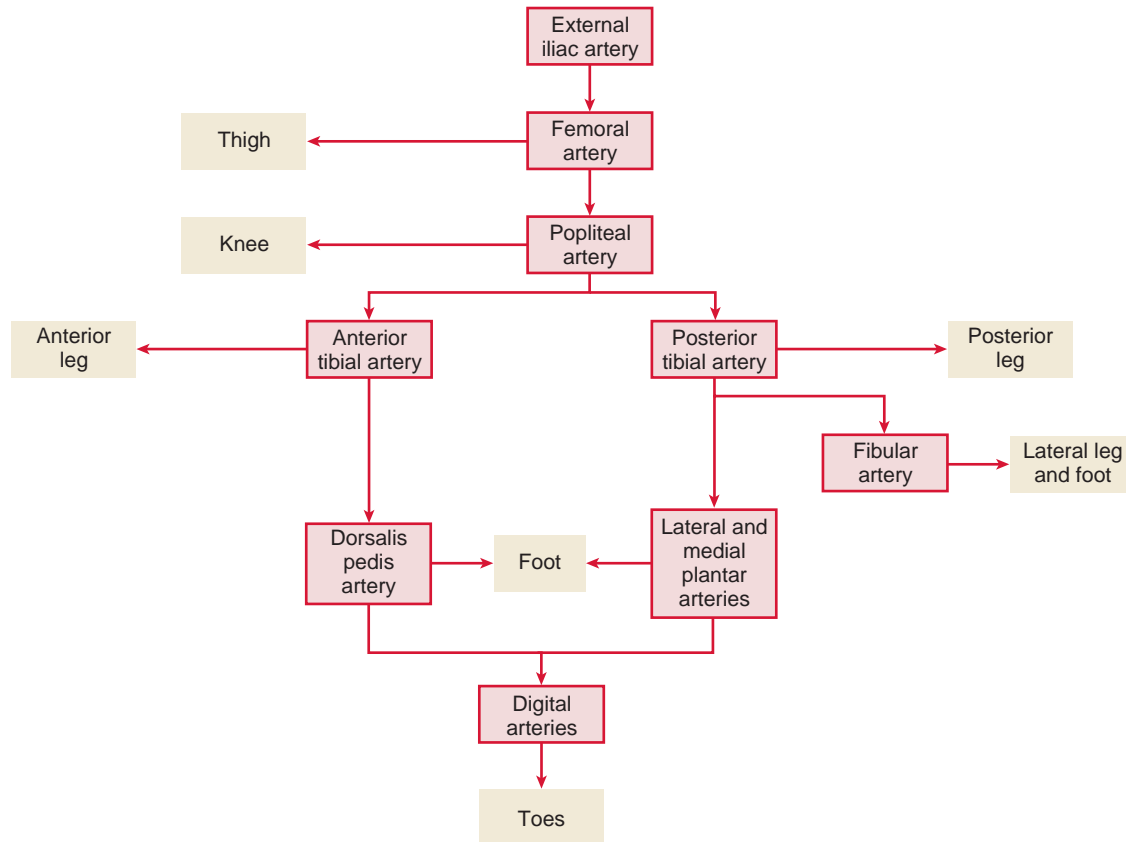 External
iliac artery
Thigh
Femoral
artery
Knee
Popliteal
artery
Anterior
leg
Anterior
tibial artery
Posterior
tibial artery
Posterior
leg
Fibular
artery
Lateral leg
and foot
Dorsalis
pedis
artery
Foot
Lateral and
medial
plantar
arteries
Digital
arteries
Toes